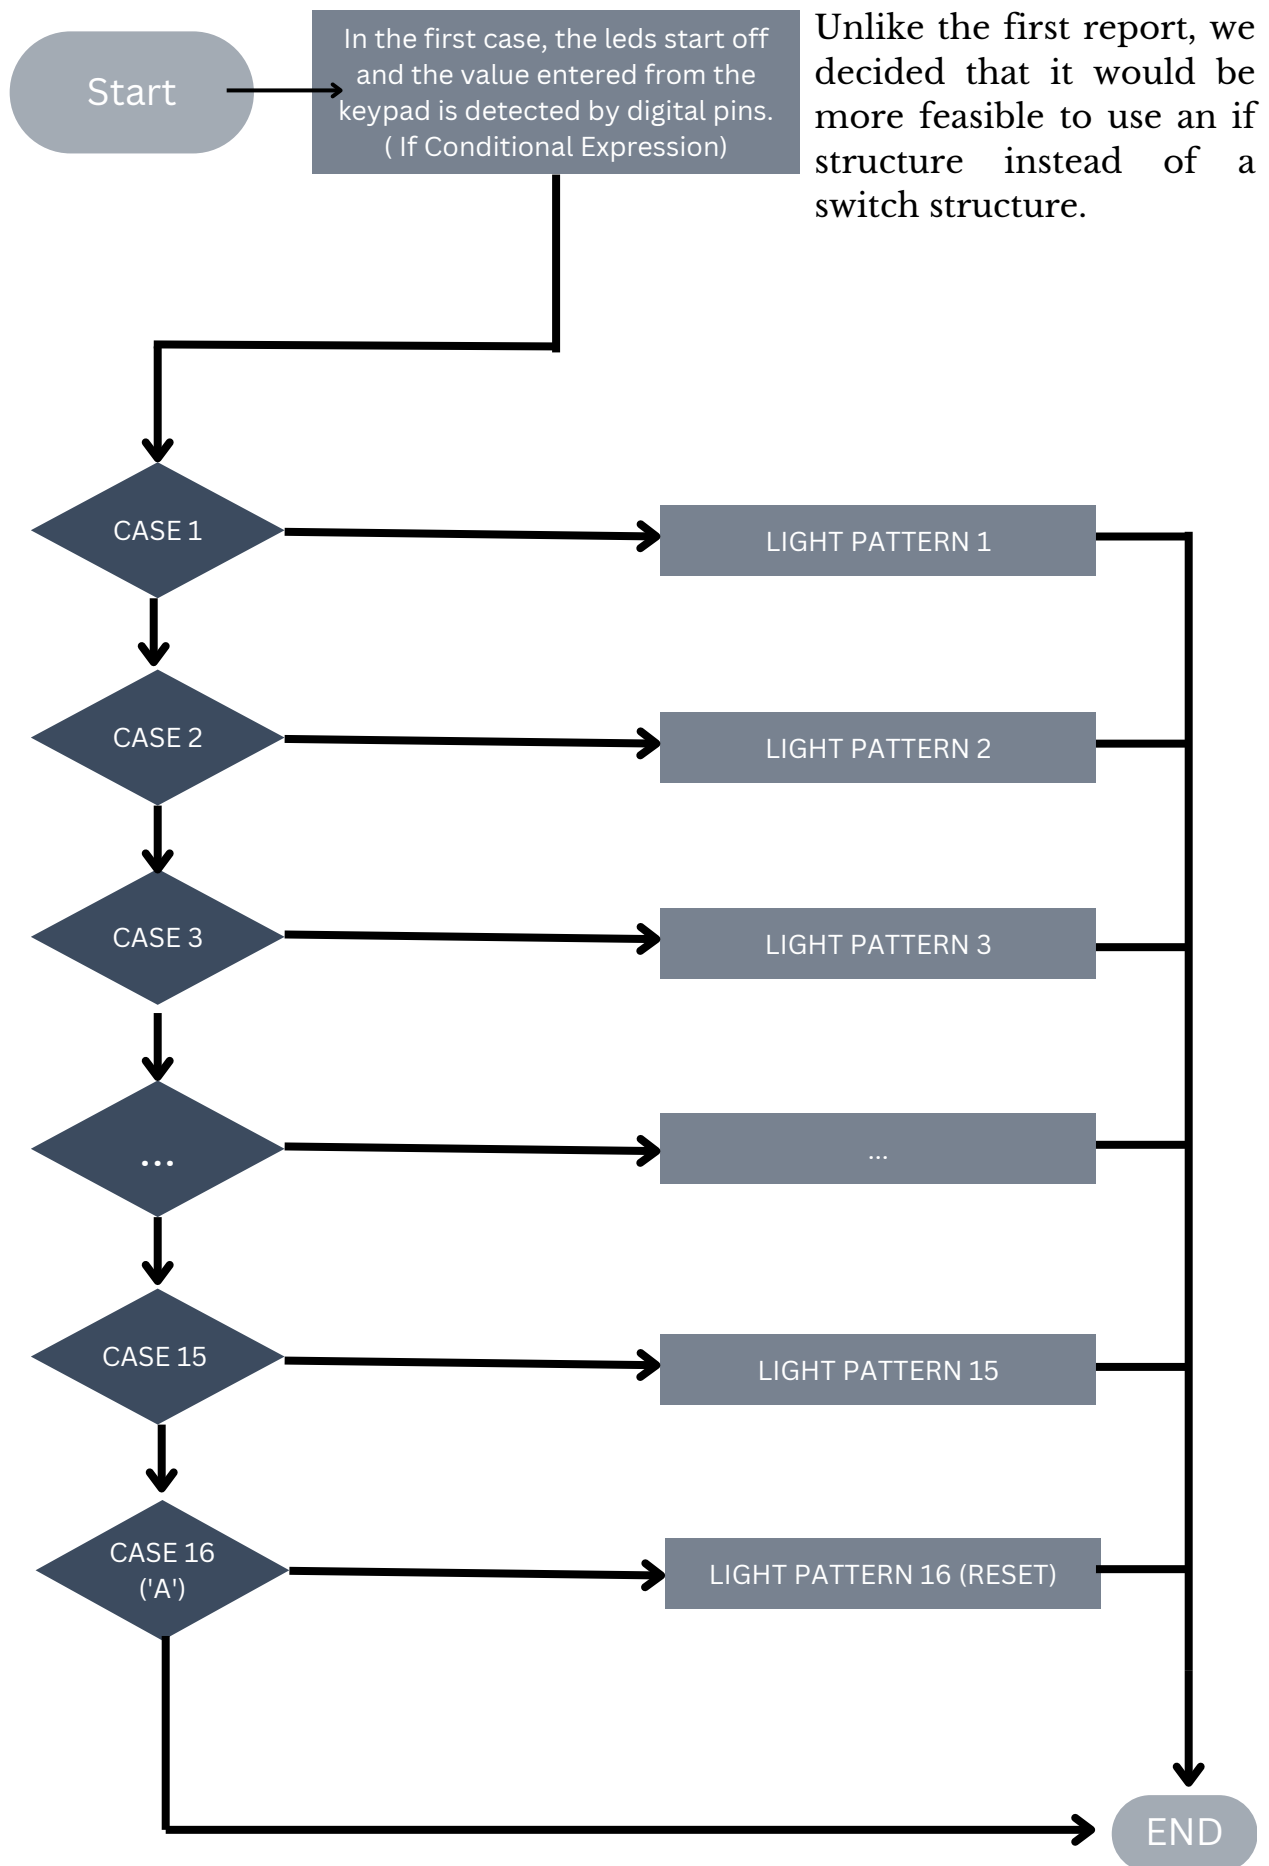 Start
In the first case, the leds start off
and the value entered from the
keypad is detected by digital pins.
( If Conditional Expression)
Unlike the first report, we
decided that it would be
more feasible to use an if
structure instead of a
switch structure.
CASE 1
LIGHT PATTERN 1
CASE 2
LIGHT PATTERN 2
CASE 3
LIGHT PATTERN 3
...
...
CASE 15
LIGHT PATTERN 15
CASE 16
('A')
LIGHT PATTERN 16 (RESET)
END